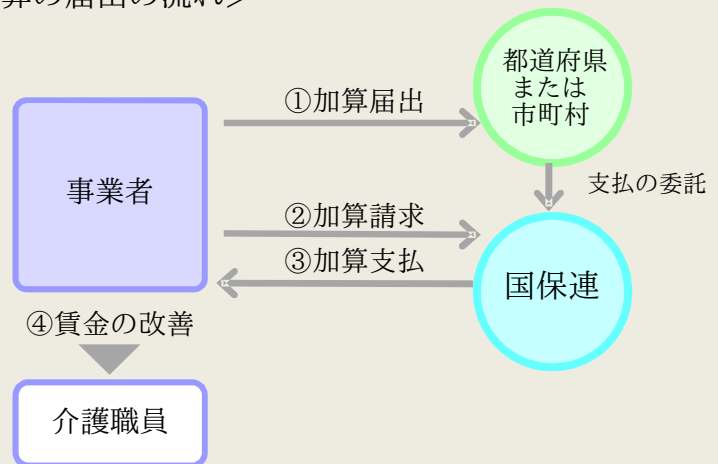 算の届出の流れ＞
都道府県
または
市町村
①加算届出
事業者
支払の委託
②加算請求
③加算支払
国保連
④賃金の改善
介護職員